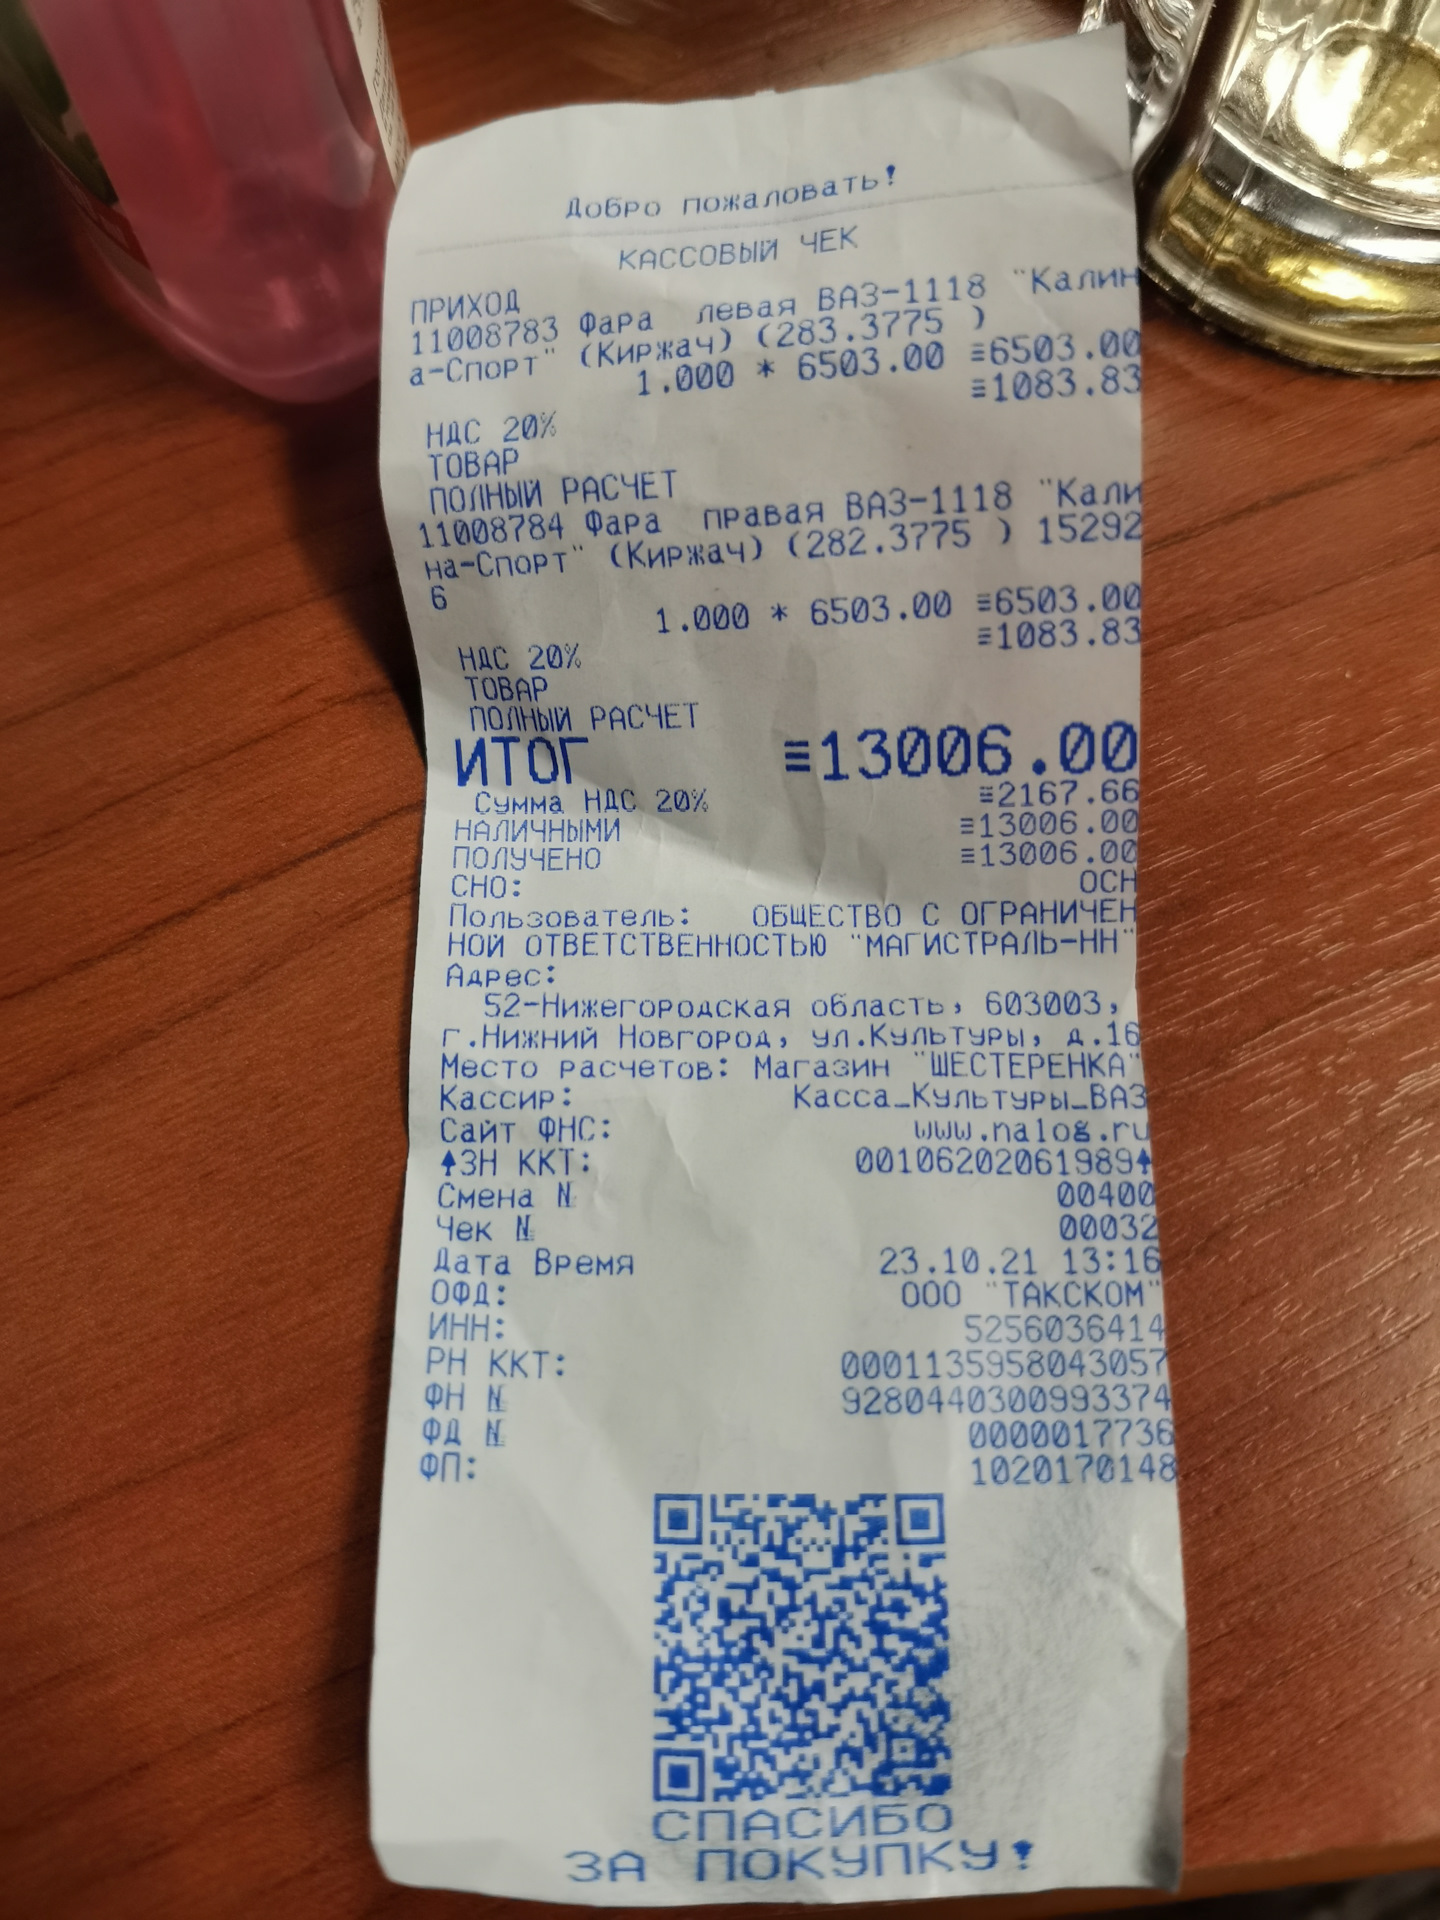 Добро пожаловать!
КАССОВЫЙ ЧЕК
ПРИХОД
11008783 Фара левая ВАЗ-1118 "Калин
а-Спорт" (Киржач) (283.3775 )
1.000 * 6503.00 ≡6503.00
≡1083.83
НДС 20%
ТОВАР
ПОЛНЫЙ РАСЧЕТ
11008784 Фара правая ВАЗ-1118 "Кали
на-Спорт" (Киржач) (282.3775 ) 15292
6
1.000 * 6503.00 ≡6503.00
≡1083.83
НДС 20%
ТОВАР
ПОЛНЫЙ РАСЧЕТ
ИТОГ ≡13006.00
Сумма НДС 20% ≡2167.66
НАЛИЧНЫМИ ≡13006.00
ПОЛУЧЕНО ≡13006.00
СНО: ОСН
Пользователь: ОБЩЕСТВО С ОГРАНИЧЕН
НОЙ ОТВЕТСТВЕННОСТЬЮ "МАГИСТРАЛЬ-НН"
Адрес:
52-Нижегородская область, 603003,
г.Нижний Новгород, ул.Культуры, д.16
Место расчетов: Магазин "ШЕСТЕРЕНКА"
Кассир: Касса_Культуры_ВАЗ
Сайт ФНС: www.nalog.ru
ЗН ККТ: 00106202061989
Смена № 00400
Чек № 00032
Дата Время 23.10.21 13:16
ОФД: ООО "ТАКСКОМ"
ИНН: 5256036414
РН ККТ: 0001135958043057
ФН № 9280440300993374
ФД № 0000017736
ФП: 1020170148
СПАСИБО
ЗА ПОКУПКУ!